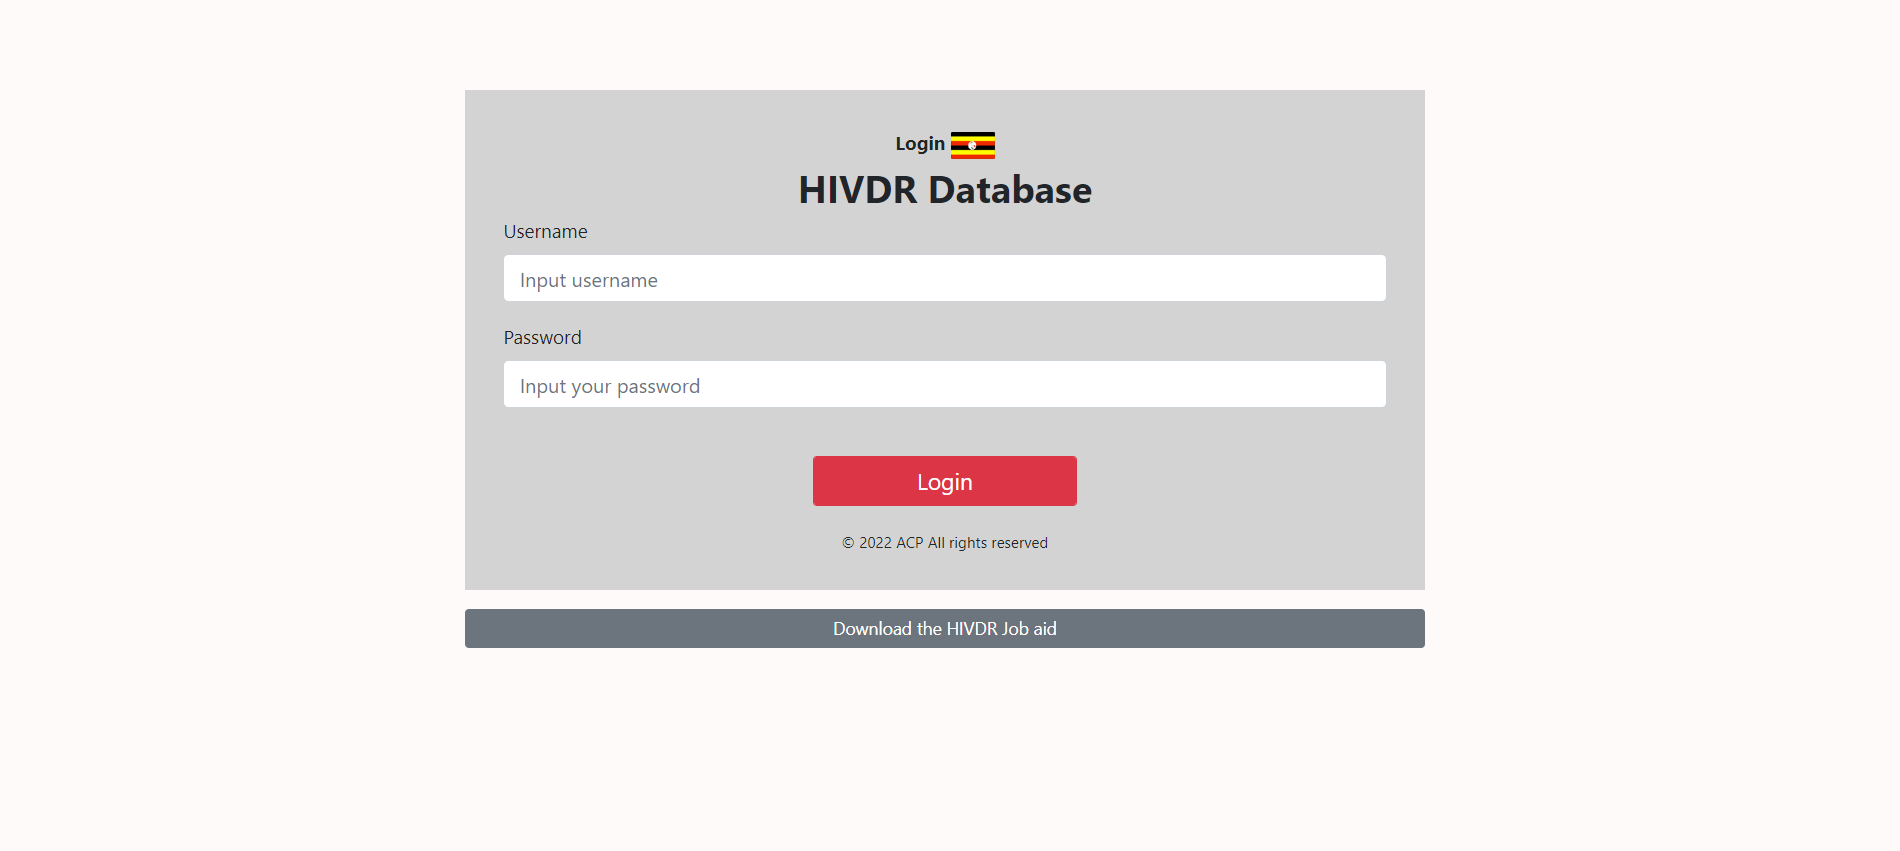 Login
HIVDR Database
Username
Input username
Password
Input your password
Login
© 2022 ACP All rights reserved
Download the HIVDR Job aid